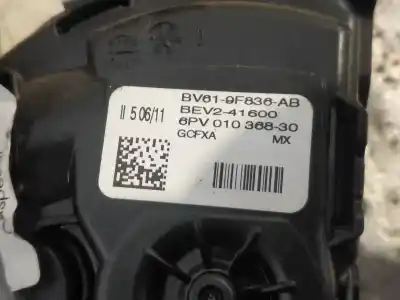 BV61-9F836-AB
II 5 06/11 BEV2-41600
6PV 010 368-30
GCFXA MX